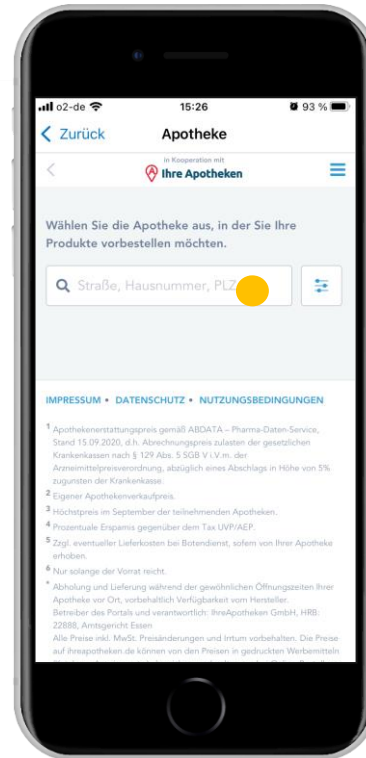 o2-de 15:26 93 %
Zurück Apotheke
in Kooperation mit
Ihre Apotheken
Wählen Sie die Apotheke aus, in der Sie Ihre
Produkte vorbestellen möchten.
Straße, Hausnummer, PLZ
IMPRESSUM • DATENSCHUTZ • NUTZUNGSBEDINGUNGEN
1 Apothekenerstattungspreis gemäß ABDATA – Pharma-Daten-Service,
Stand 15.09.2020, d.h. Abrechnungspreis zulasten der gesetzlichen
Krankenkassen nach § 129 Abs. 5 SGB V i.V.m. der
Arzneimittelpreisverordnung, abzüglich eines Abschlags in Höhe von 5%
zugunsten der Krankenkasse.
2 Eigener Apothekenverkaufpreis.
3 Höchstpreis im September der teilnehmenden Apotheken.
4 Prozentuale Ersparnis gegenüber dem Tax UVP/AEP.
5 Zzgl. eventueller Lieferkosten bei Botendienst, sofern von Ihrer Apotheke
erhoben.
6 Nur solange der Vorrat reicht.
* Abholung und Lieferung während der gewöhnlichen Öffnungszeiten Ihrer
Apotheke vor Ort, vorbehaltlich Verfügbarkeit vom Hersteller.
Betreiber des Portals und verantwortlich: IhreApotheken GmbH, HRB:
22888, Amtsgericht Essen
Alle Preise inkl. MwSt. Preisänderungen und Irrtum vorbehalten. Die Preise
auf ihreapotheken.de können von den Preisen in gedruckten Werbemitteln